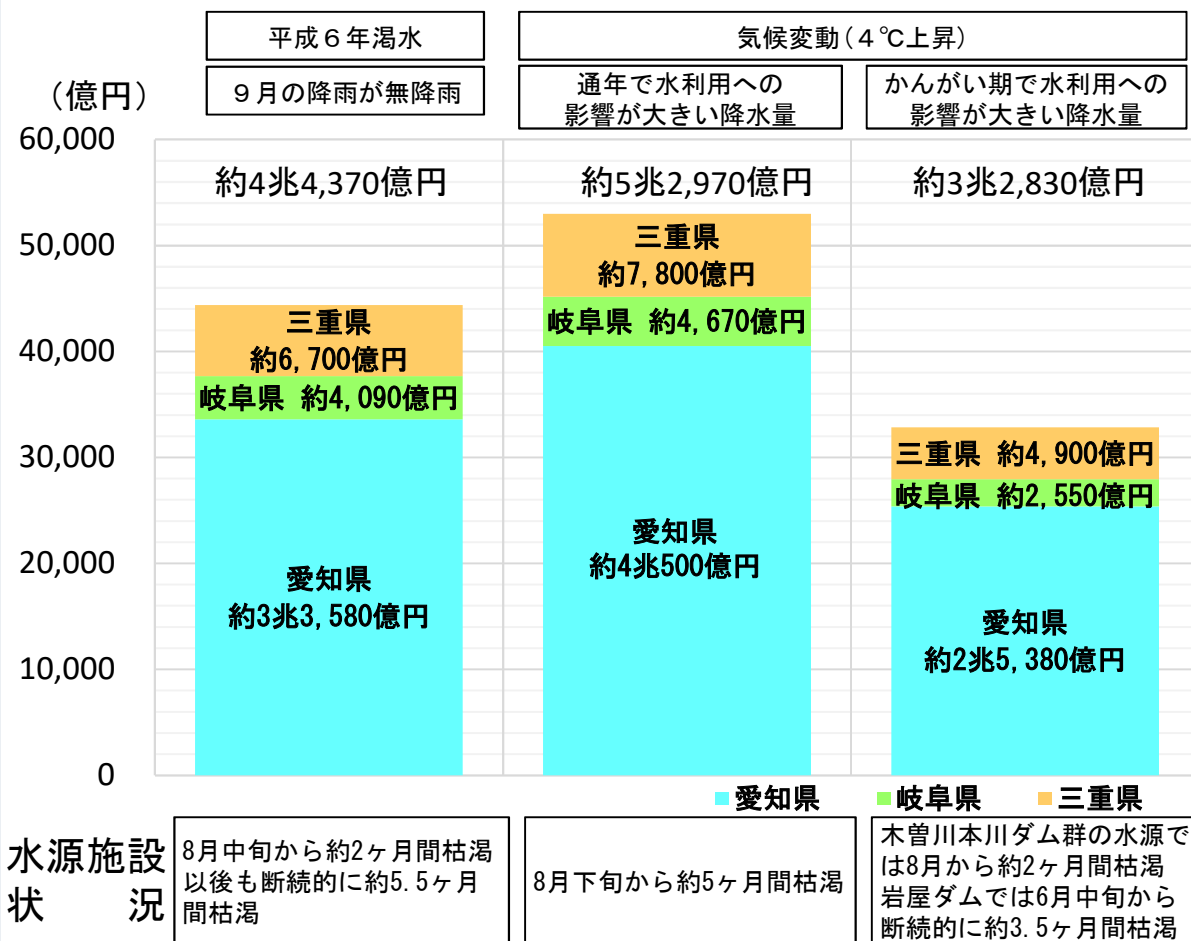 平成６年渇水
気候変動(４℃上昇)
９月の降雨が無降雨
通年で水利用への
影響が大きい降水量
かんがい期で水利用への
影響が大きい降水量
（億円）
60,000
50,000
40,000
30,000
20,000
10,000
0
約4兆4,370億円
三重県
約6,700億円
岐阜県 約4,090億円
愛知県
約3兆3,580億円
約5兆2,970億円
三重県
約7,800億円
岐阜県 約4,670億円
愛知県
約4兆500億円
約3兆2,830億円
三重県 約4,900億円
岐阜県 約2,550億円
愛知県
約2兆5,380億円
愛知県 岐阜県 三重県
水源施設
状　況
8月中旬から約2ヶ月間枯渇
以後も断続的に約5.5ヶ月
間枯渇
8月下旬から約5ヶ月間枯渇
木曽川本川ダム群の水源で
は8月から約2ヶ月間枯渇
岩屋ダムでは6月中旬から
断続的に約3.5ヶ月間枯渇